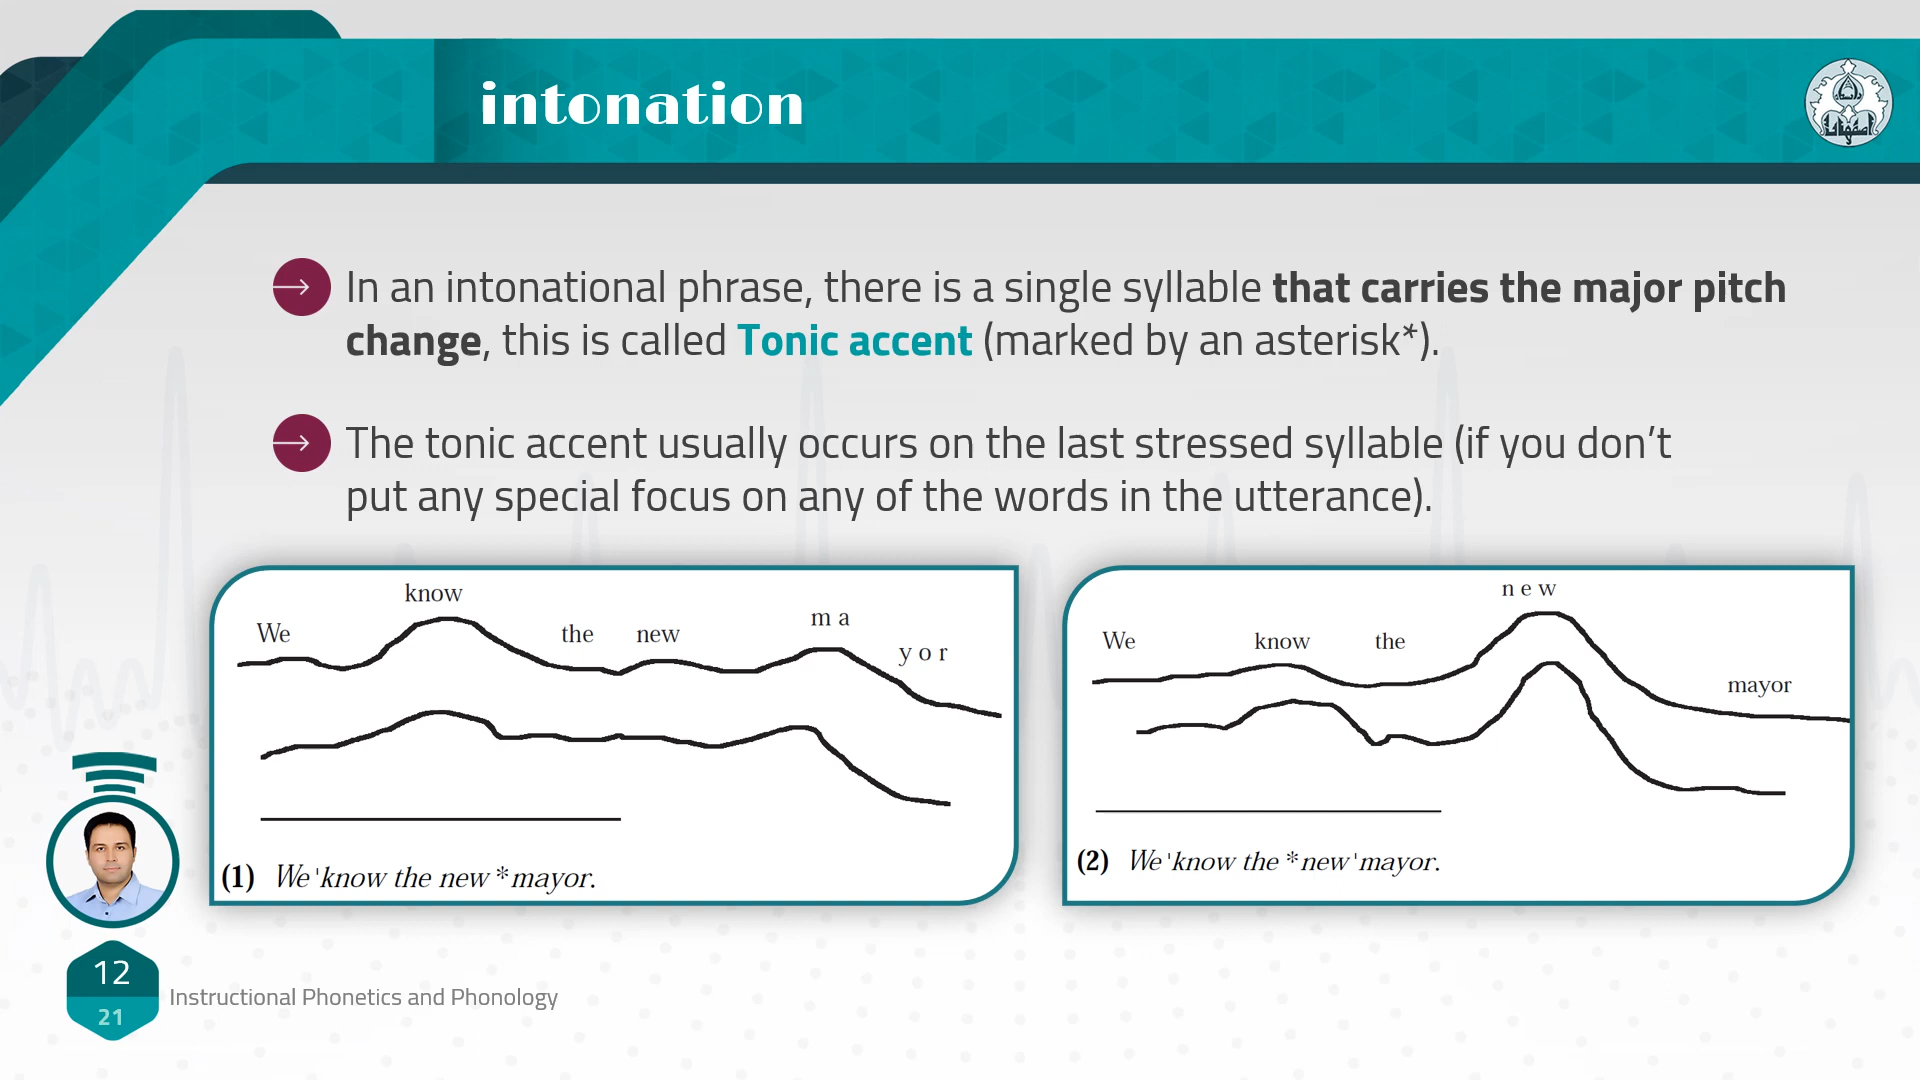 intonation
In an intonational phrase, there is a single syllable that carries the major pitch
change, this is called Tonic accent (marked by an asterisk*).
The tonic accent usually occurs on the last stressed syllable (if you don’t
put any special focus on any of the words in the utterance).
know
We
the new
m a
y o r
(1) We ˈknow the new *mayor.
n e w
We know the
mayor
(2) We ˈknow the *new ˈmayor.
12
21
Instructional Phonetics and Phonology